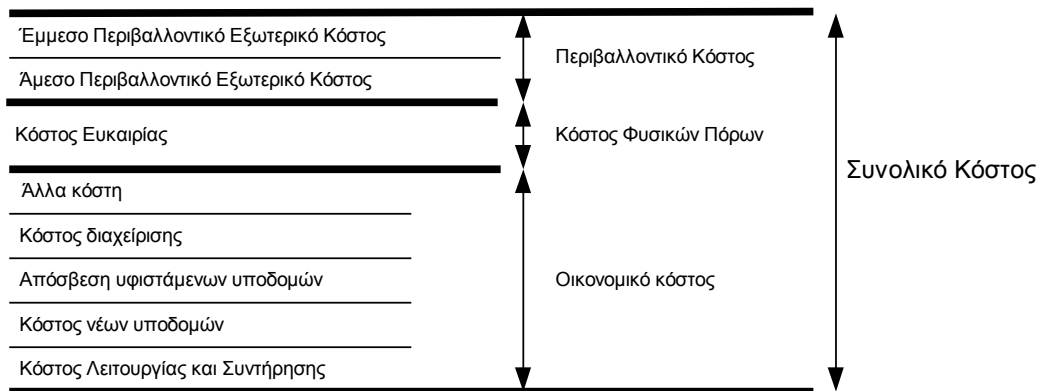 Έμμεσο Περιβαλλοντικό Εξωτερικό Κόστος
Άμεσο Περιβαλλοντικό Εξωτερικό Κόστος
Περιβαλλοντικό Κόστος
Κόστος Ευκαιρίας
Κόστος Φυσικών Πόρων
Συνολικό Κόστος
Άλλα κόστη
Κόστος διαχείρισης
Απόσβεση υφιστάμενων υποδομών
Οικονομικό κόστος
Κόστος νέων υποδομών
Κόστος Λειτουργίας και Συντήρησης